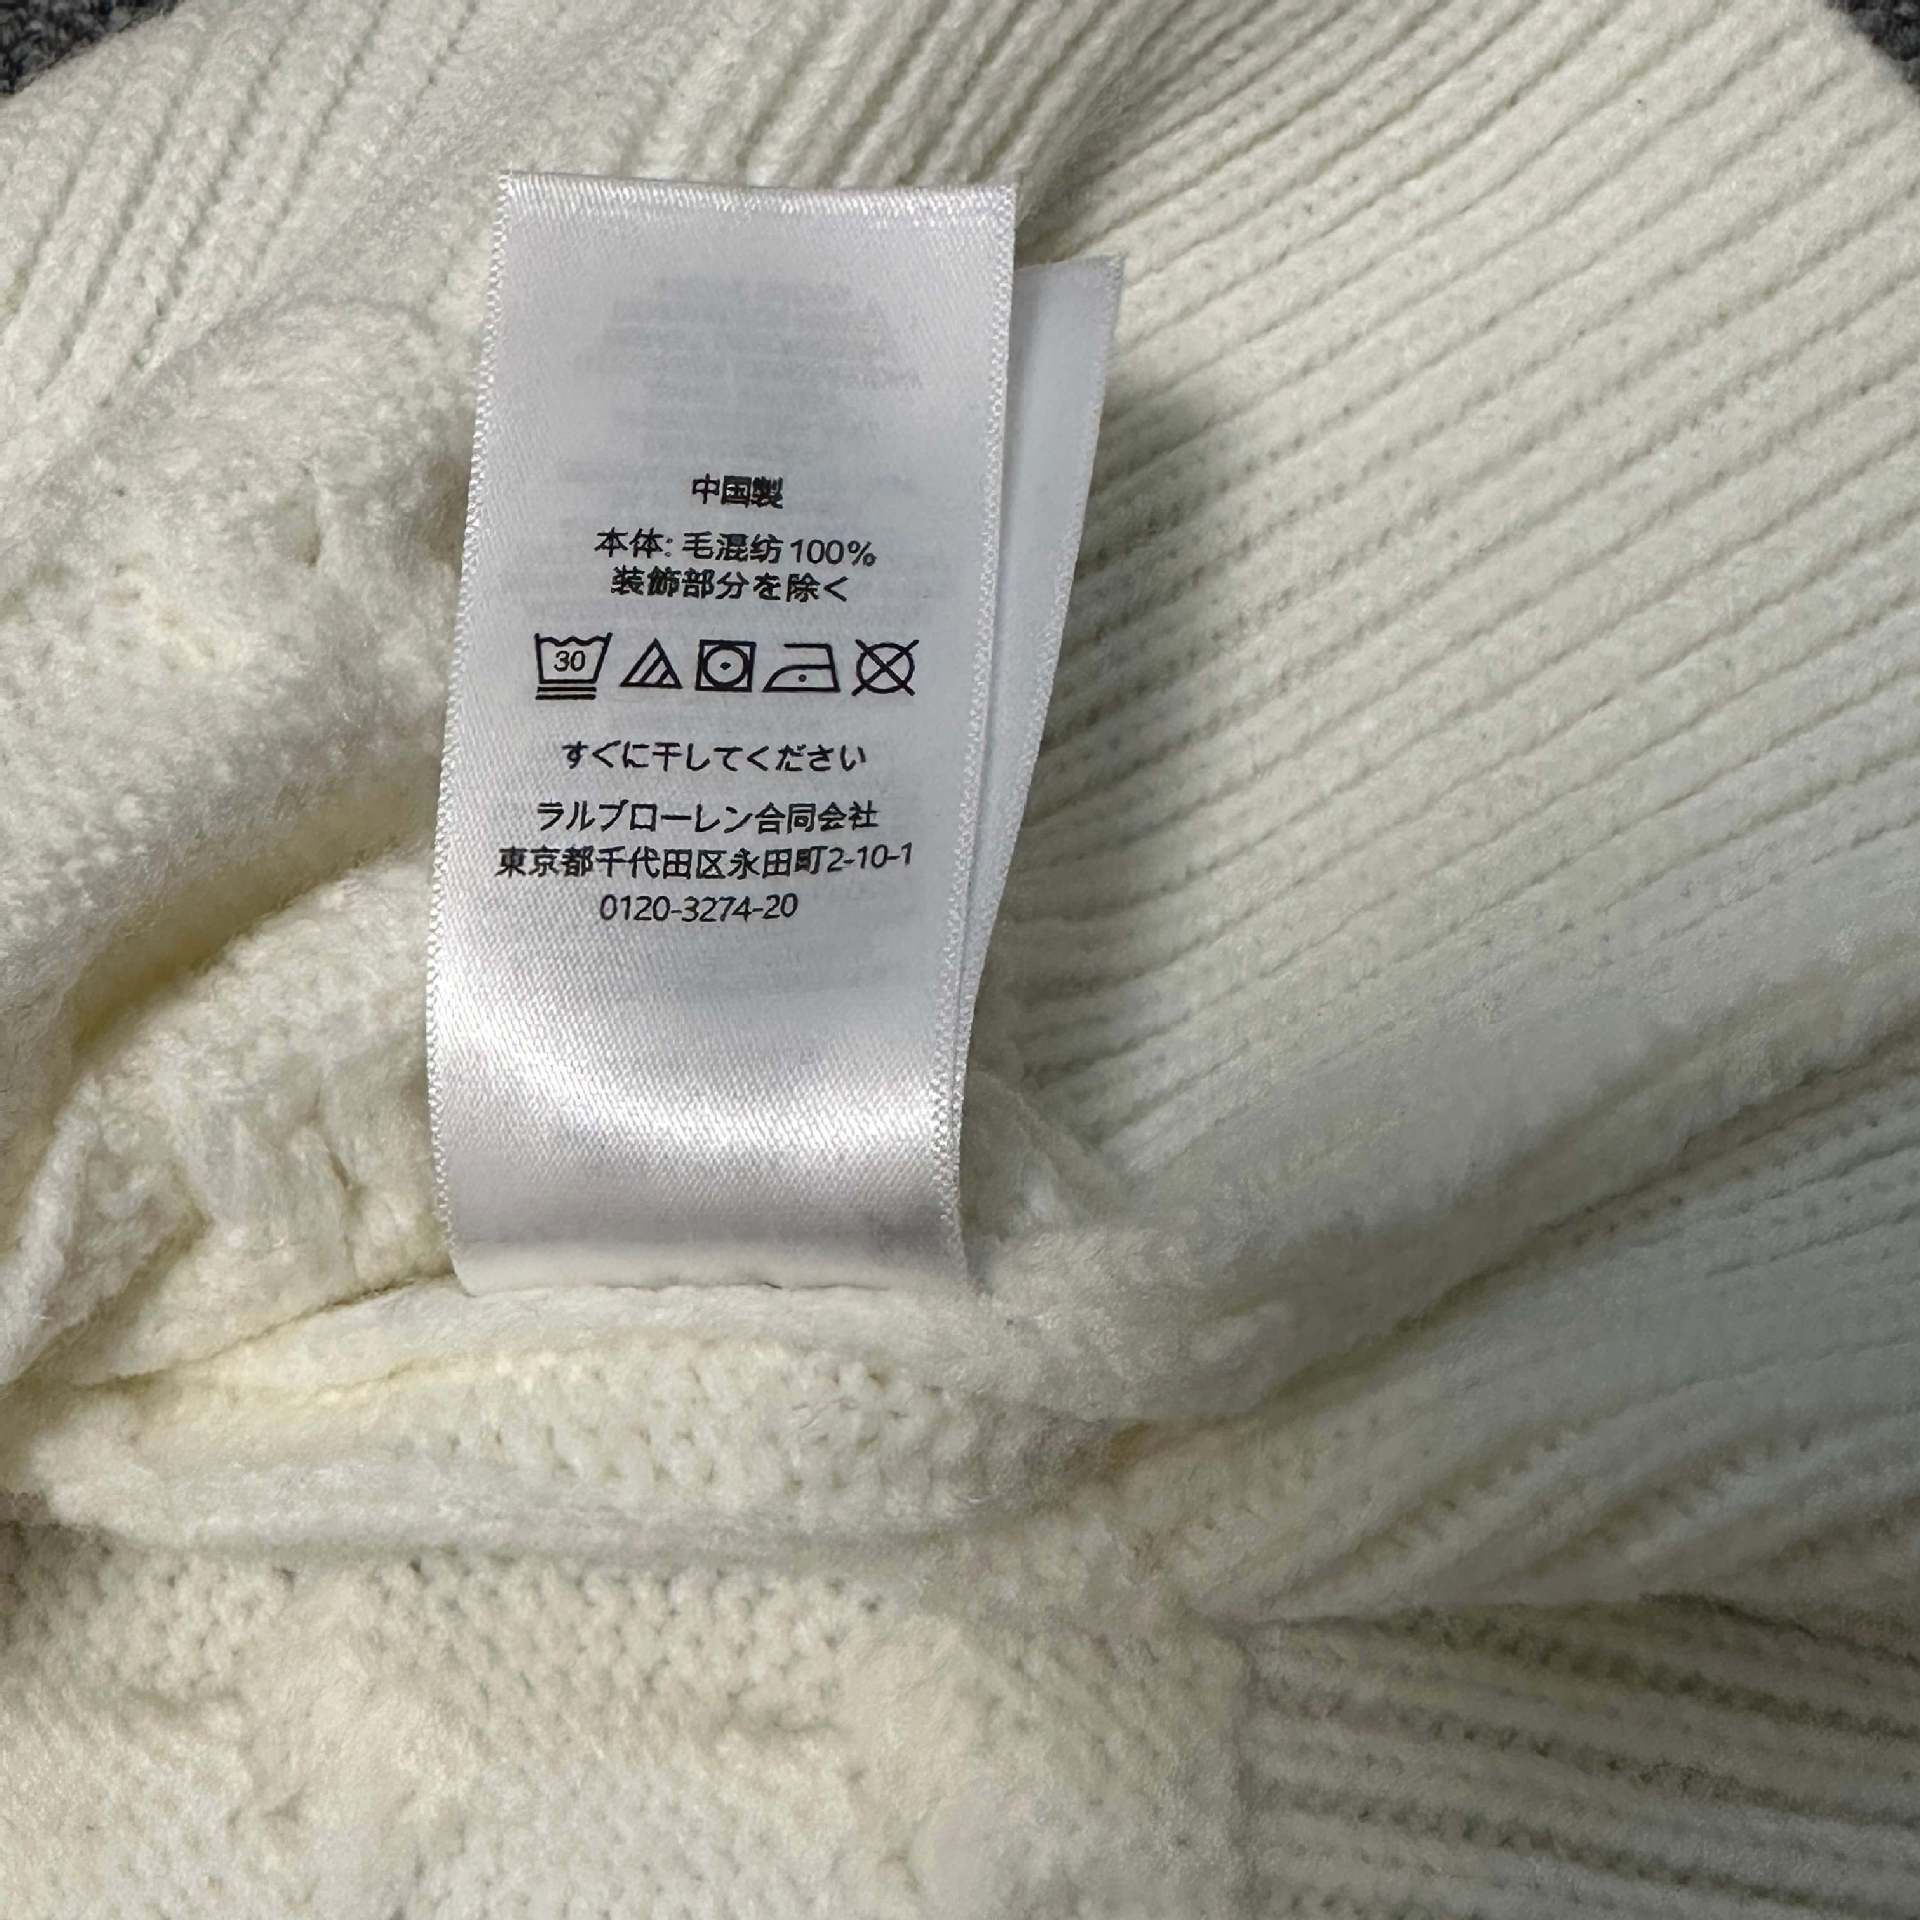 中国製
本体: 毛混纺 100%
装飾部分を除く
30
すぐに干してください
ラルブローレン合同会社
東京都千代田区永田町2-10-1
0120-3274-20